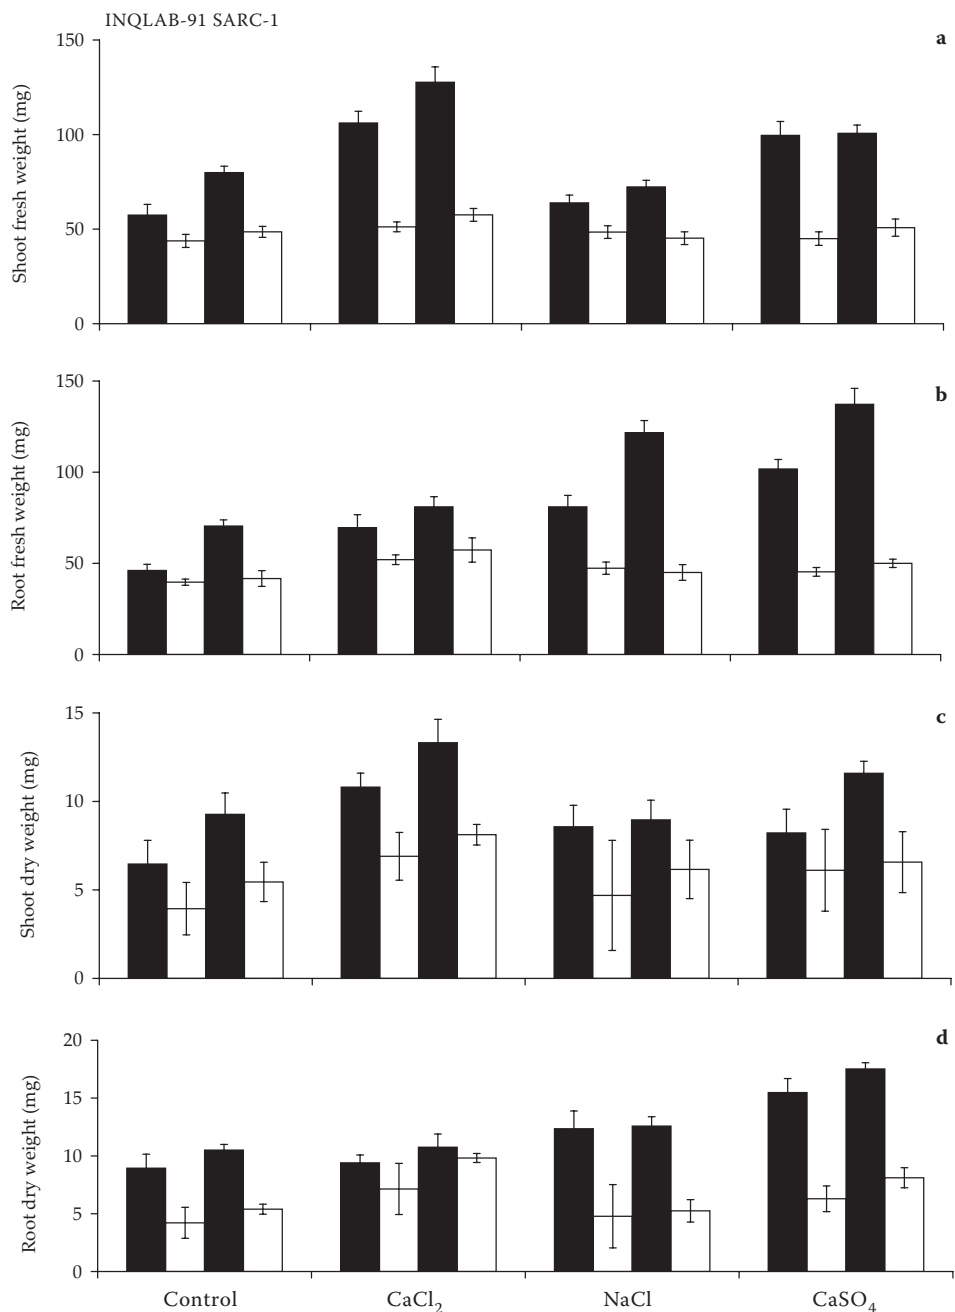 INQLAB-91 SARC-1
a
Shoot fresh weight (mg)
150
100
50
0
b
Root fresh weight (mg)
150
100
50
0
c
Shoot dry weight (mg)
15
10
5
0
d
Root dry weight (mg)
20
15
10
5
0
Control CaCl₂ NaCl CaSO₄